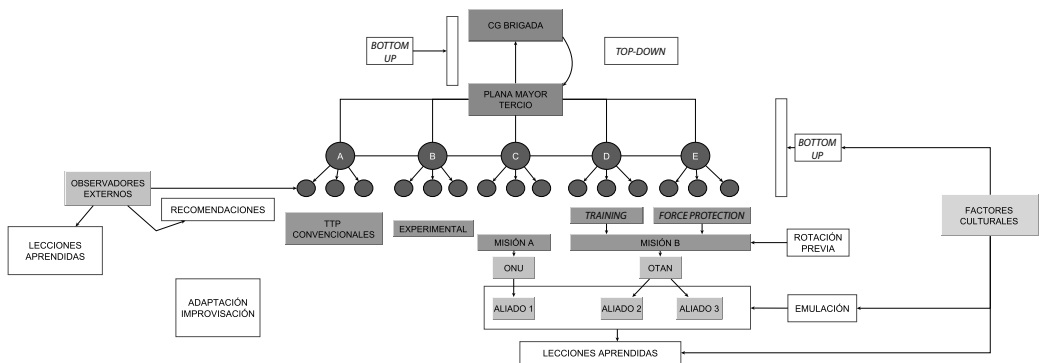 CG BRIGADA
BOTTOM
UP
TOP-DOWN
PLANA MAYOR
TERCIO
A
B
C
D
E
BOTTOM
UP
OBSERVADORES
EXTERNOS
RECOMENDACIONES
LECCIONES
APRENDIDAS
TTP
CONVENCIONALES
EXPERIMENTAL
TRAINING
FORCE PROTECTION
MISIÓN A
MISIÓN B
ROTACIÓN
PREVIA
FACTORES
CULTURALES
ONU
OTAN
ADAPTACIÓN
IMPROVISACIÓN
ALIADO 1
ALIADO 2
ALIADO 3
EMULACIÓN
LECCIONES APRENDIDAS